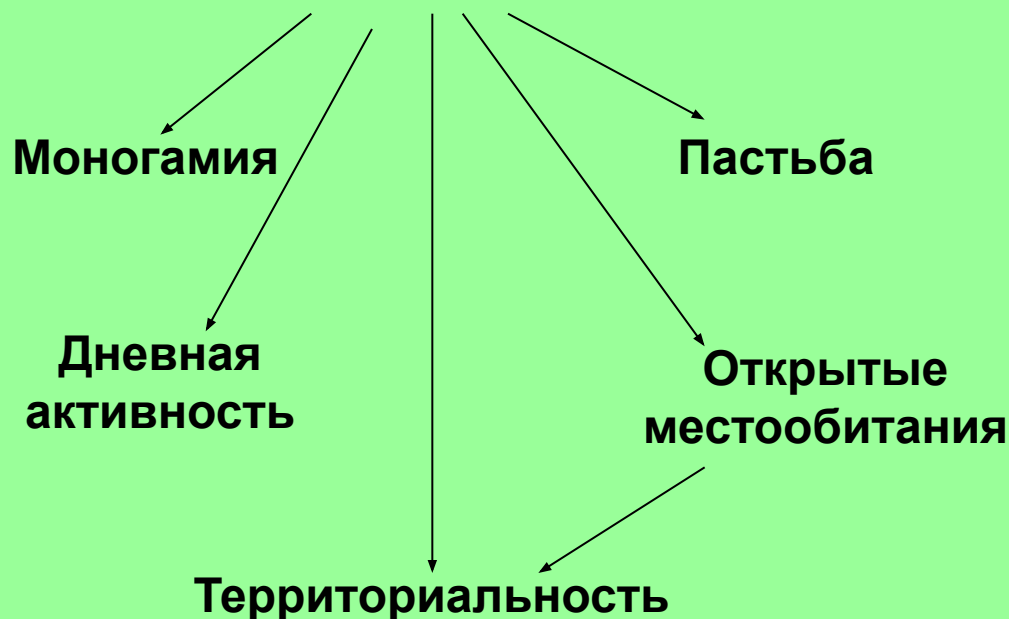 Моногамия
Пастьба
Дневная
активность
Открытые
местообитания
Территориальность